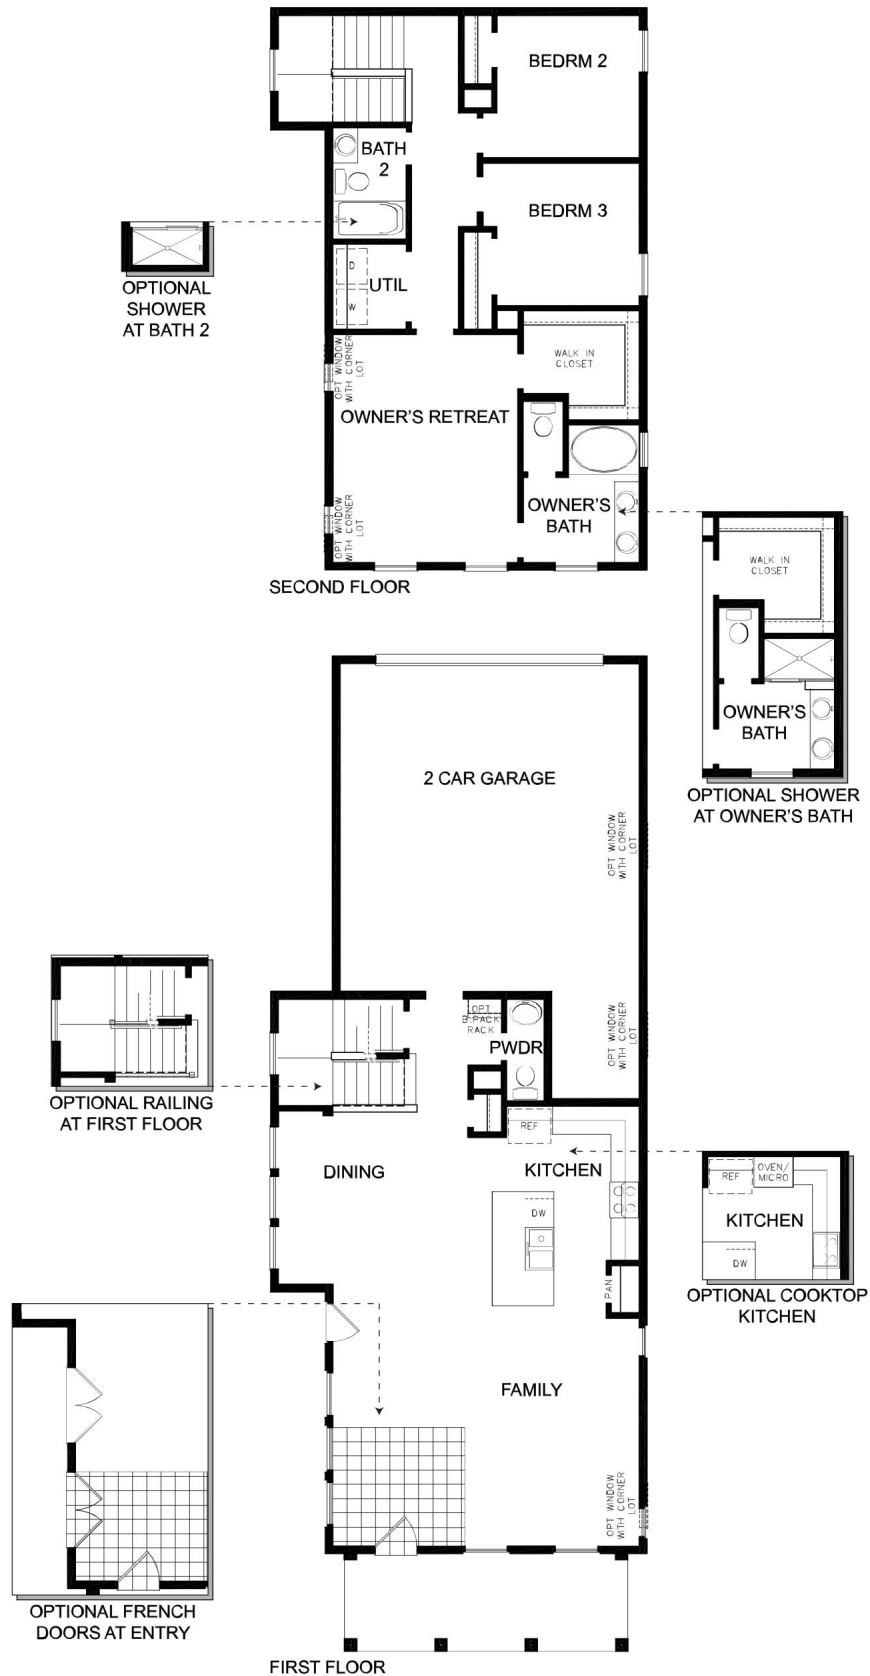 BEDRM 2
BATH
2
BEDRM 3
OPTIONAL
SHOWER
AT BATH 2
D
UTIL
W
OPT WINDOW
WITH CORNER
LOT
WALK IN
CLOSET
OWNER'S RETREAT
OPT WINDOW
WITH CORNER
LOT
OWNER'S
BATH
SECOND FLOOR
WALK IN
CLOSET
OWNER'S
BATH
OPTIONAL SHOWER
AT OWNER'S BATH
2 CAR GARAGE
OPT WINDOW
WITH CORNER
LOT
OPT WINDOW
WITH CORNER
LOT
OPT
B.PACK
RACK
PWDR
OPTIONAL RAILING
AT FIRST FLOOR
REF
DINING
KITCHEN
DW
PAN
REF
OVEN/
MICRO
KITCHEN
DW
OPTIONAL COOKTOP
KITCHEN
FAMILY
OPT WINDOW
WITH CORNER
LOT
OPTIONAL FRENCH
DOORS AT ENTRY
FIRST FLOOR